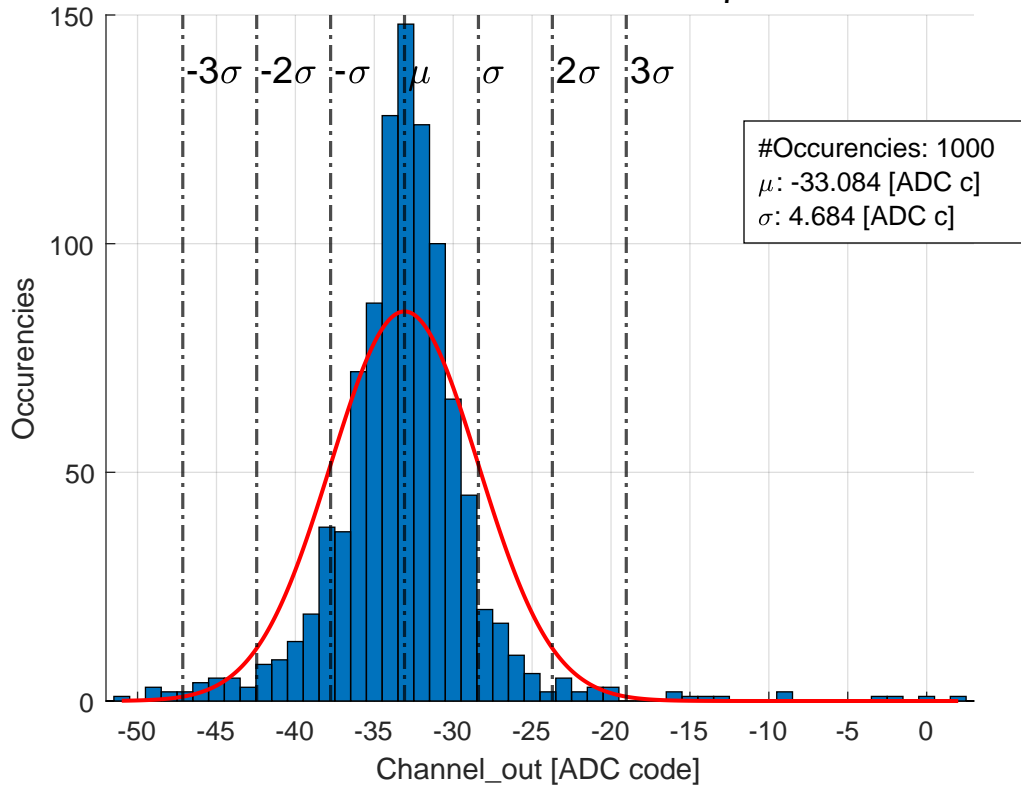 150
100
50
0
Occurencies
-3σ -2σ -σ μ σ 2σ 3σ
#Occurencies: 1000
μ: -33.084 [ADC c]
σ: 4.684 [ADC c]
-50 -45 -40 -35 -30 -25 -20 -15 -10 -5 0
Channel_out [ADC code]